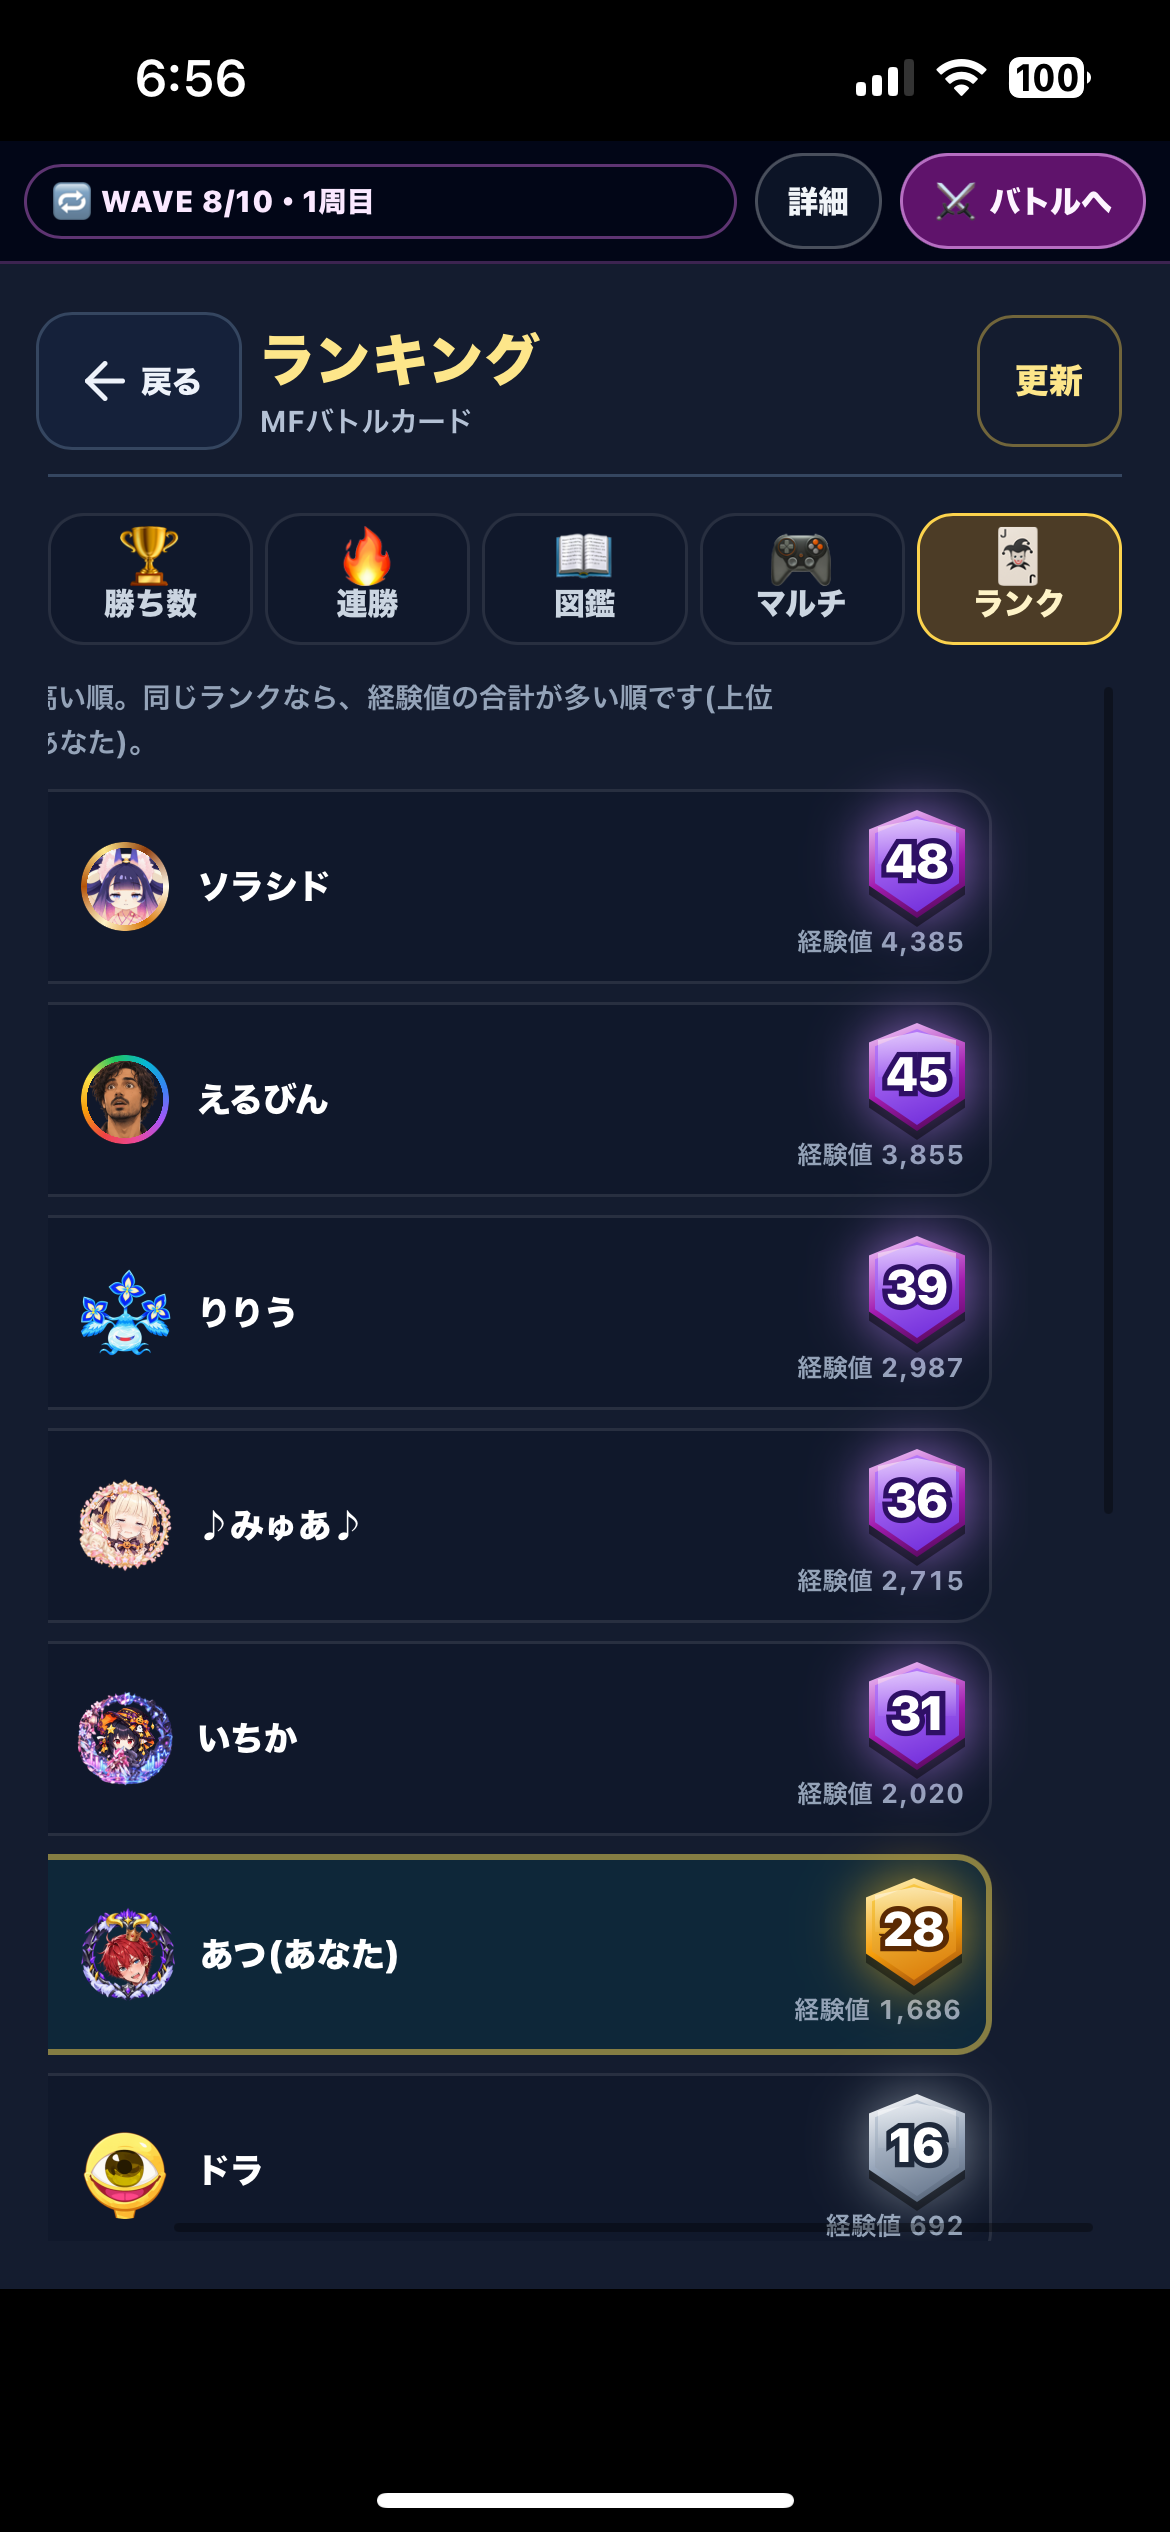 6:56
100
WAVE 8/10・1周目
詳細
バトルへ
戻る
ランキング
MFバトルカード
更新
勝ち数
連勝
図鑑
マルチ
ランク
高い順。同じランクなら、経験値の合計が多い順です(上位
あなた)。
ソラシド
48
経験値 4,385
えるびん
45
経験値 3,855
りりう
39
経験値 2,987
♪みゅあ♪
36
経験値 2,715
いちか
31
経験値 2,020
あつ(あなた)
28
経験値 1,686
ドラ
16
経験値 692